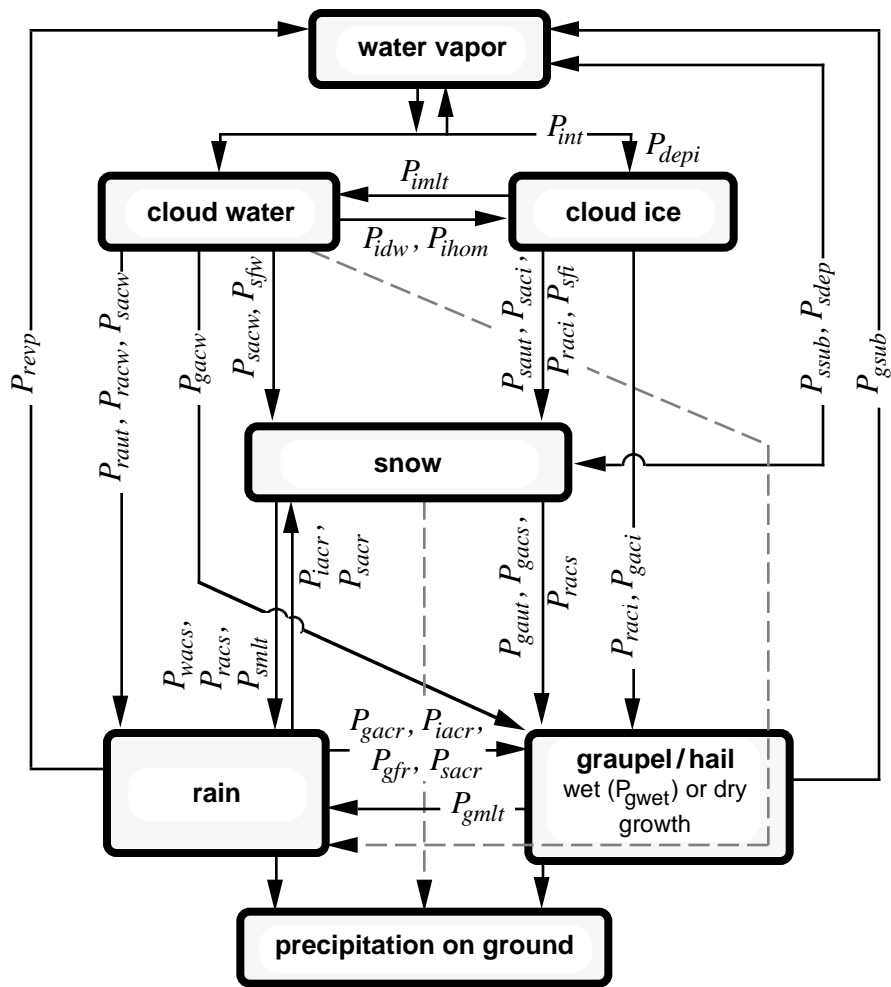 water vapor
P_int
P_depi
cloud water
P_imlt
cloud ice
P_idw, P_ihom
P_revp
P_raut, P_racw, P_sacw
P_gacw
P_sacw, P_sfw
P_saut, P_saci,
P_raci, P_sfi
P_ssub, P_sdep
P_gsub
snow
P_iacr,
P_sacr
P_gaut, P_gacs,
P_racs
P_raci, P_gaci
P_wacs,
P_racs,
P_smlt
P_gacr, P_iacr,
P_gfr, P_sacr
P_gmlt
rain
graupel/hail
wet (P_gwet) or dry
growth
precipitation on ground